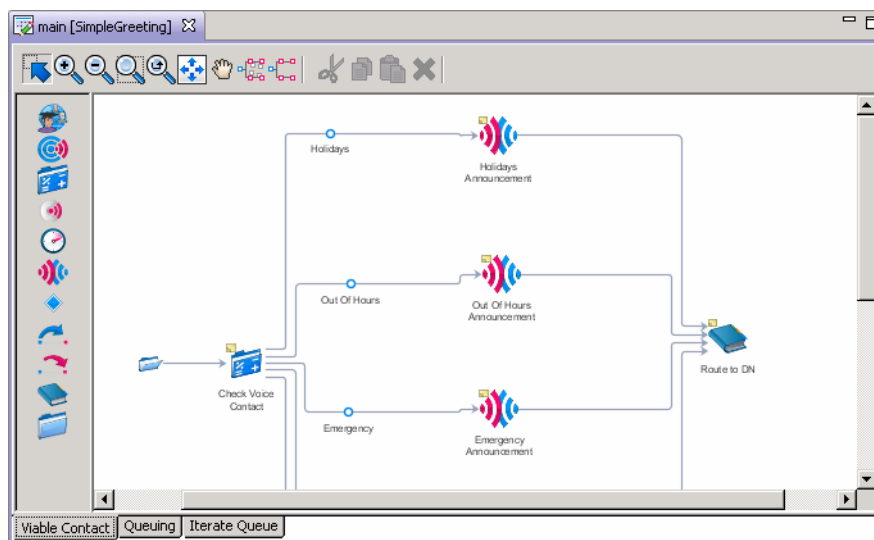 main [SimpleGreeting]
Holidays
Holidays
Announcement
Out Of Hours
Out Of Hours
Announcement
Check Voice
Contact
Route to DN
Emergency
Emergency
Announcement
Viable Contact
Queuing
Iterate Queue